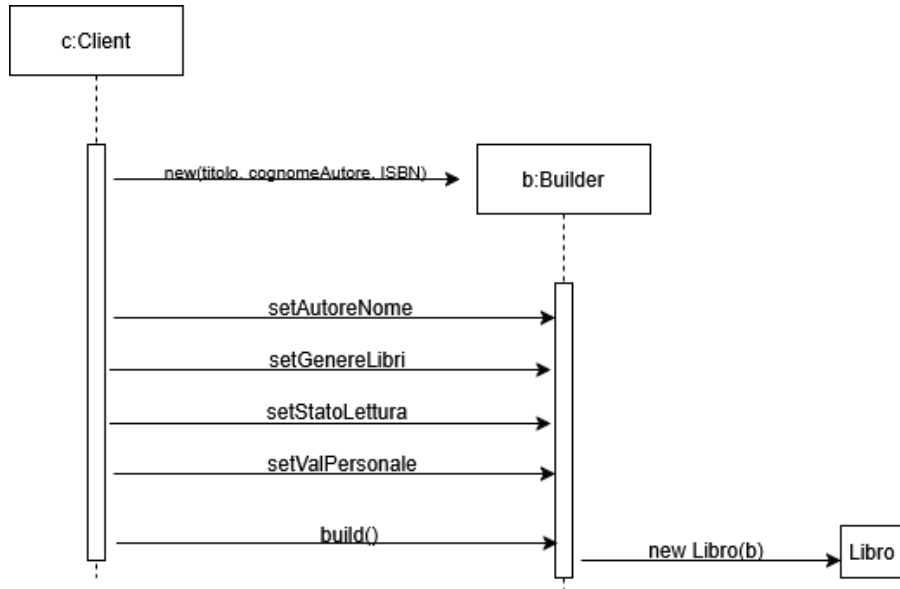 c:Client
new(titolo, cognomeAutore, ISBN)
b:Builder
setAutoreNome
setGenereLibri
setStatoLettura
setValPersonale
build()
new Libro(b)
Libro